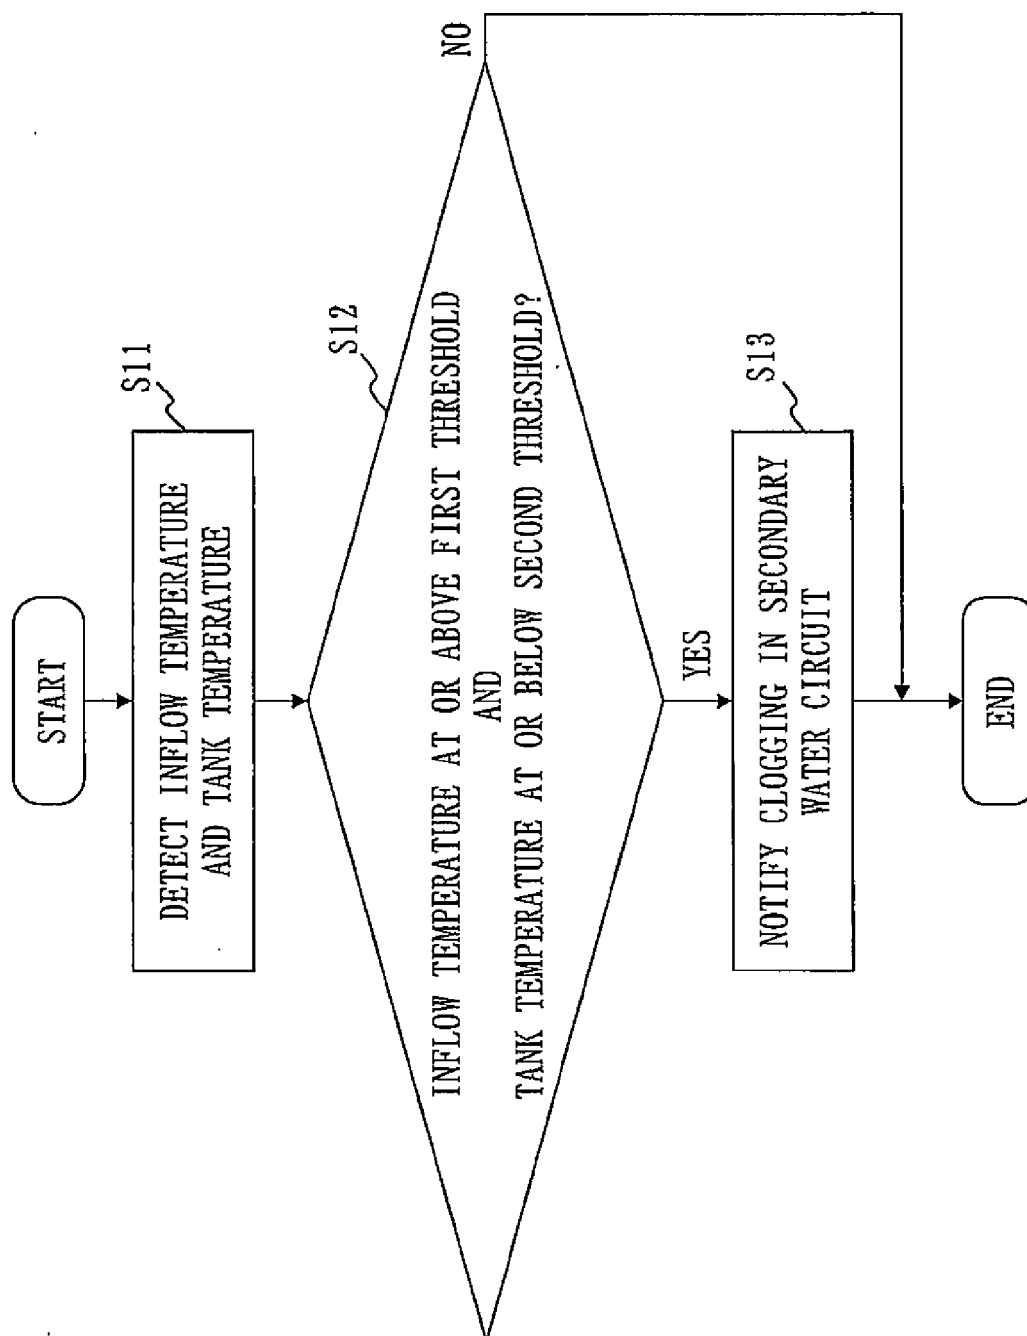 START
S11
DETECT INFLOW TEMPERATURE
AND TANK TEMPERATURE
S12
INFLOW TEMPERATURE AT OR ABOVE FIRST THRESHOLD
AND
TANK TEMPERATURE AT OR BELOW SECOND THRESHOLD?
NO
YES
S13
NOTIFY CLOGGING IN SECONDARY
WATER CIRCUIT
END